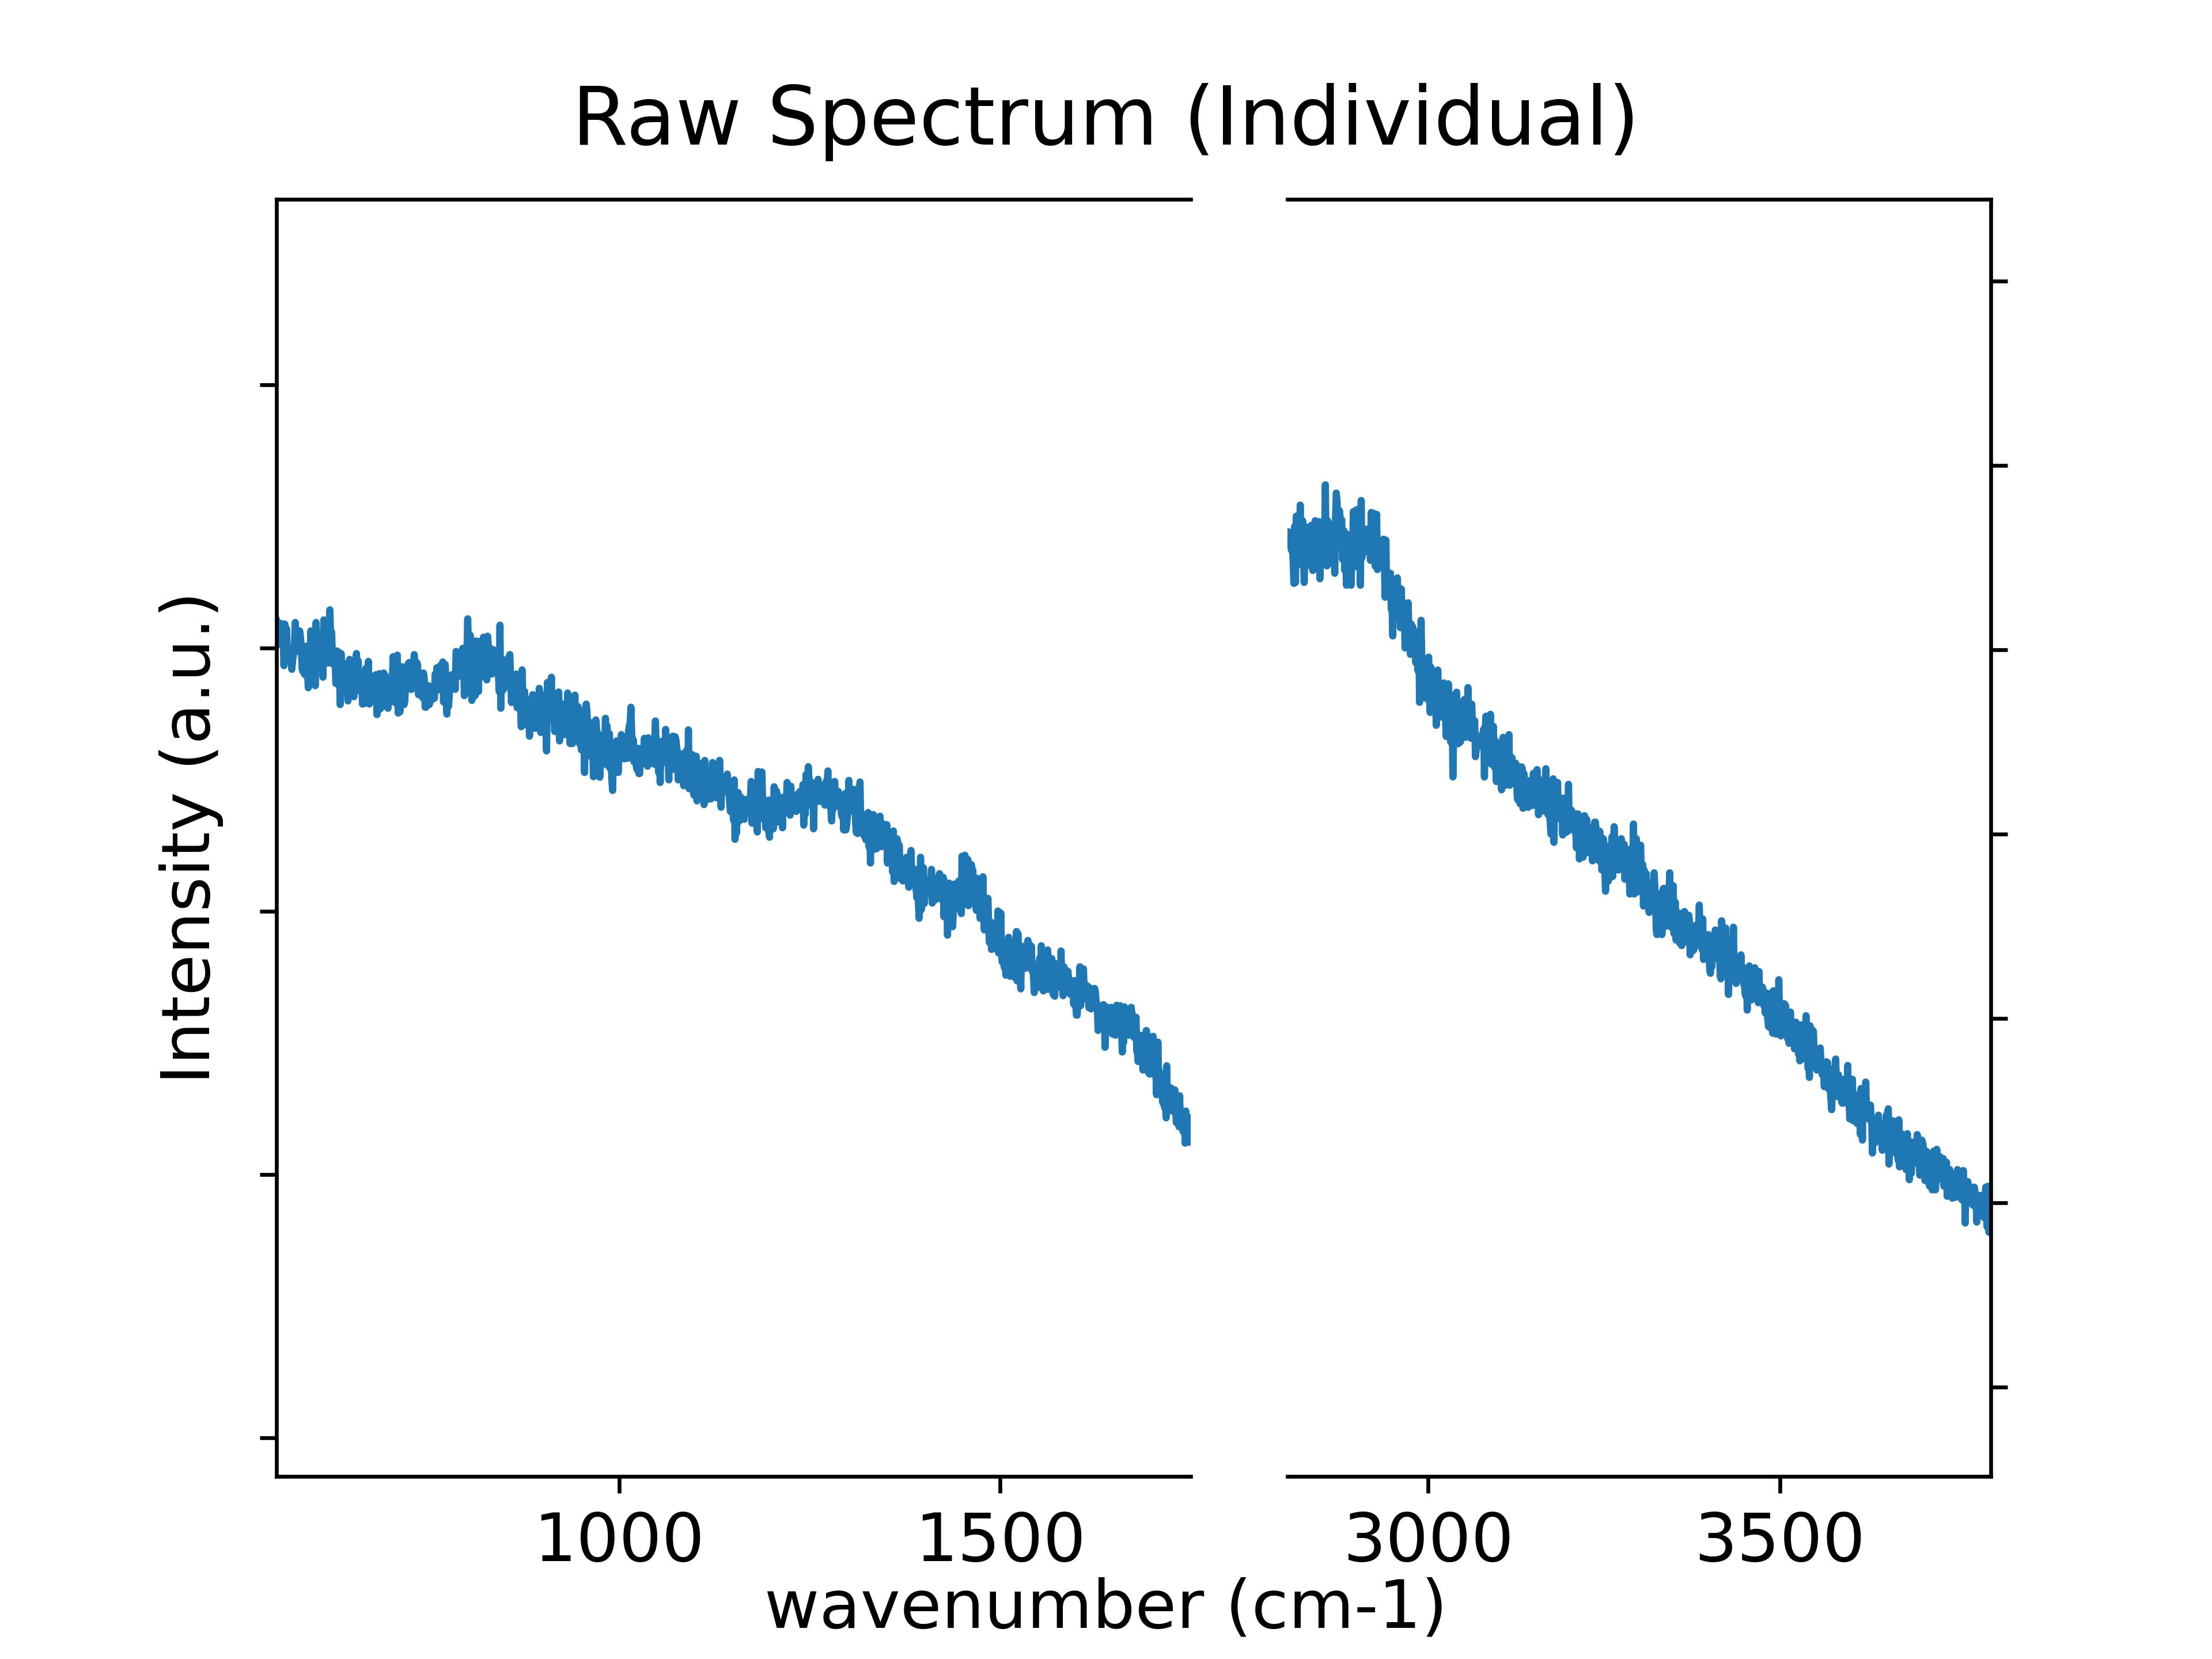 Raw Spectrum (Individual)
Intensity (a.u.)
1000 1500 3000 3500
wavenumber (cm-1)